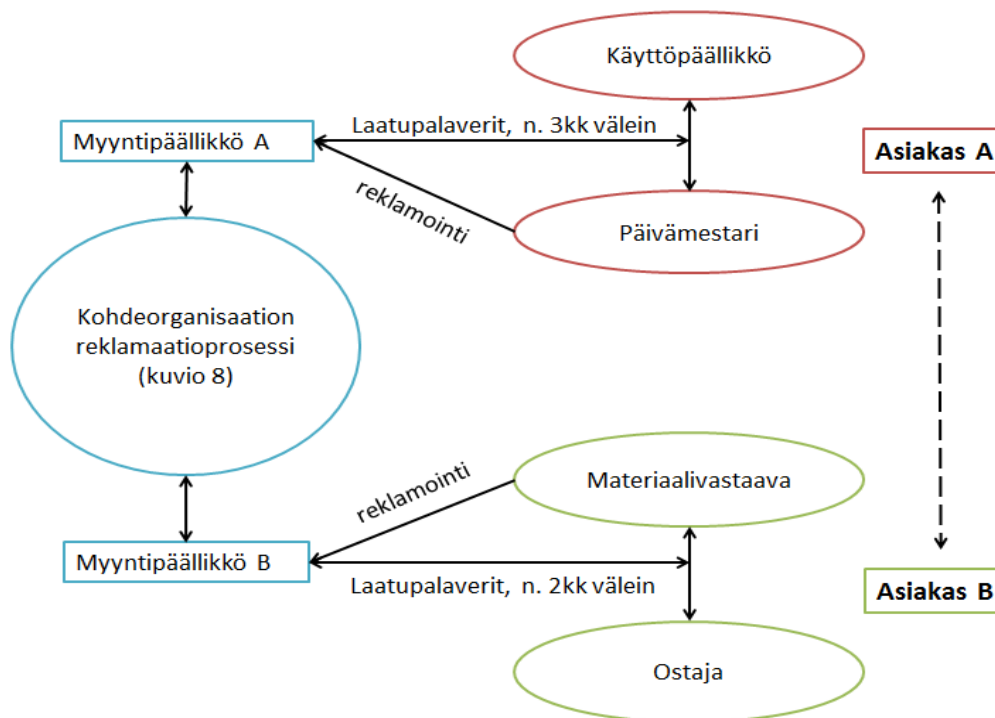 Käyttöpäällikkö
Laatupalaverit, n. 3kk välein
Myyntipäällikkö A
Asiakas A
reklamointi
Päivämestari
Kohdeorganisaation
reklamaatioprosessi
(kuvio 8)
reklamointi
Materiaalivastaava
Myyntipäällikkö B
Laatupalaverit, n. 2kk välein
Asiakas B
Ostaja